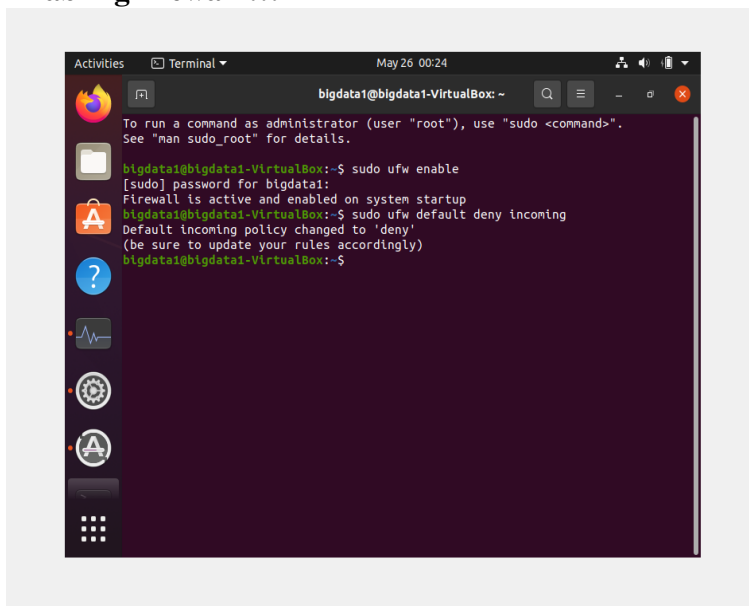 Activities
Terminal
May 26 00:24
bigdata1@bigdata1-VirtualBox: ~
To run a command as administrator (user "root"), use "sudo <command>".
See "man sudo_root" for details.
bigdata1@bigdata1-VirtualBox:~$ sudo ufw enable
[sudo] password for bigdata1:
Firewall is active and enabled on system startup
bigdata1@bigdata1-VirtualBox:~$ sudo ufw default deny incoming
Default incoming policy changed to 'deny'
(be sure to update your rules accordingly)
bigdata1@bigdata1-VirtualBox:~$